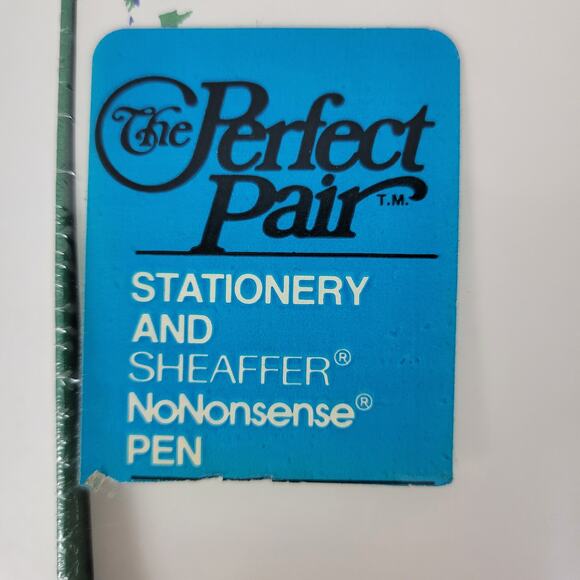 The Perfect
Pair T.M.
STATIONERY
AND
SHEAFFER®
NoNonsense®
PEN